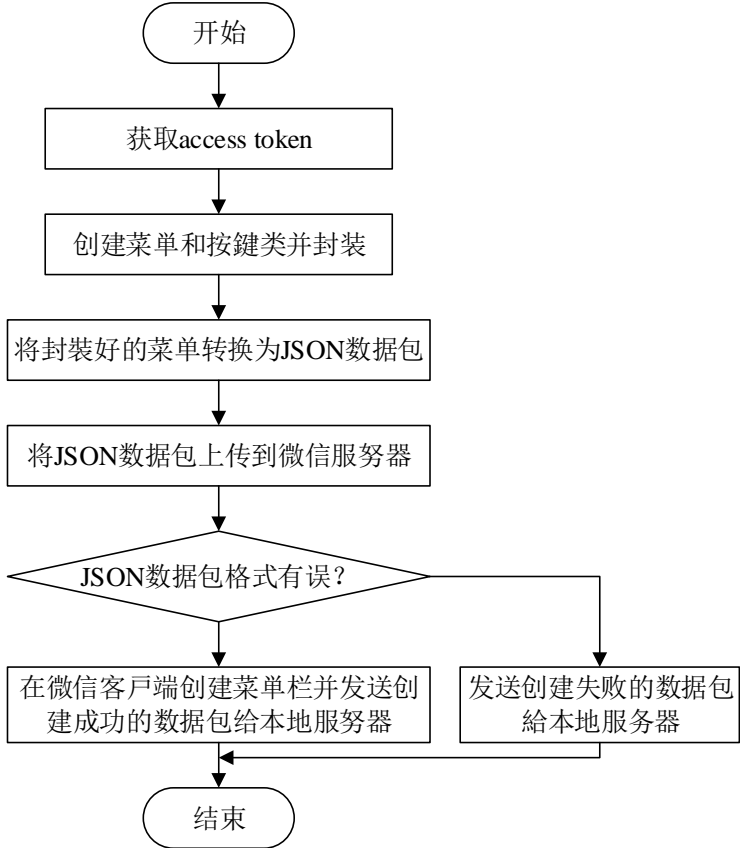 开始
获取access token
创建菜单和按鍵类并封装
将封裝好的菜单转换为JSON数据包
将JSON数据包上传到微信服务器
JSON数据包格式有误？
在微信客戶端创建菜单栏并发送创
建成功的数据包给本地服务器
发送创建失败的数据包
給本地服务器
结束